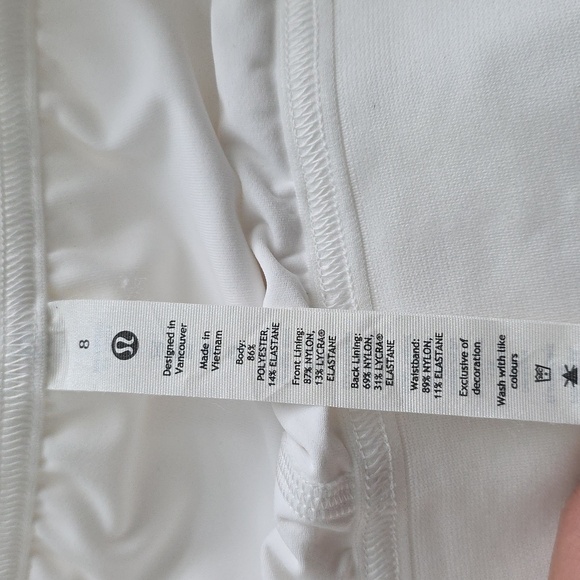 8
Designed in
Vancouver
Made in
Vietnam
Body:
86%
POLYESTER,
14% ELASTANE
Front Lining:
87% NYLON,
13% LYCRA®
ELASTANE
Back Lining:
69% NYLON,
31% LYCRA®
ELASTANE
Waistband:
89% NYLON,
11% ELASTANE
Exclusive of
decoration
Wash with like
colours